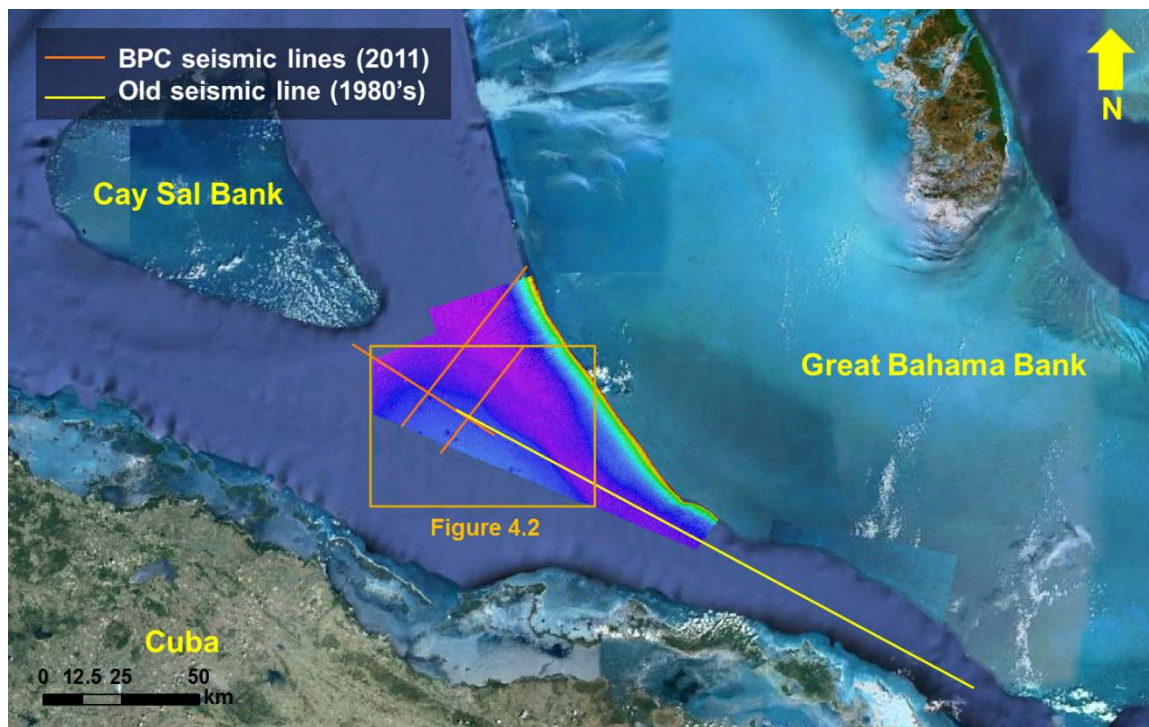 BPC seismic lines (2011)
Old seismic line (1980's)
N
Cay Sal Bank
Great Bahama Bank
Figure 4.2
Cuba
0 12.5 25 50
km